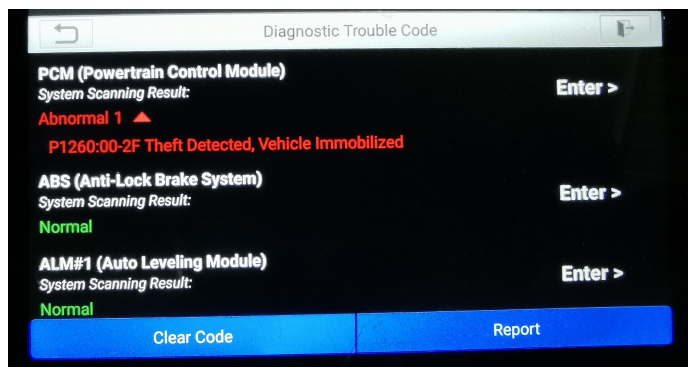 Diagnostic Trouble Code
PCM (Powertrain Control Module)
System Scanning Result:
Enter >
Abnormal 1
P1260:00-2F Theft Detected, Vehicle Immobilized
ABS (Anti-Lock Brake System)
System Scanning Result:
Enter >
Normal
ALM#1 (Auto Leveling Module)
System Scanning Result:
Enter >
Normal
Clear Code
Report